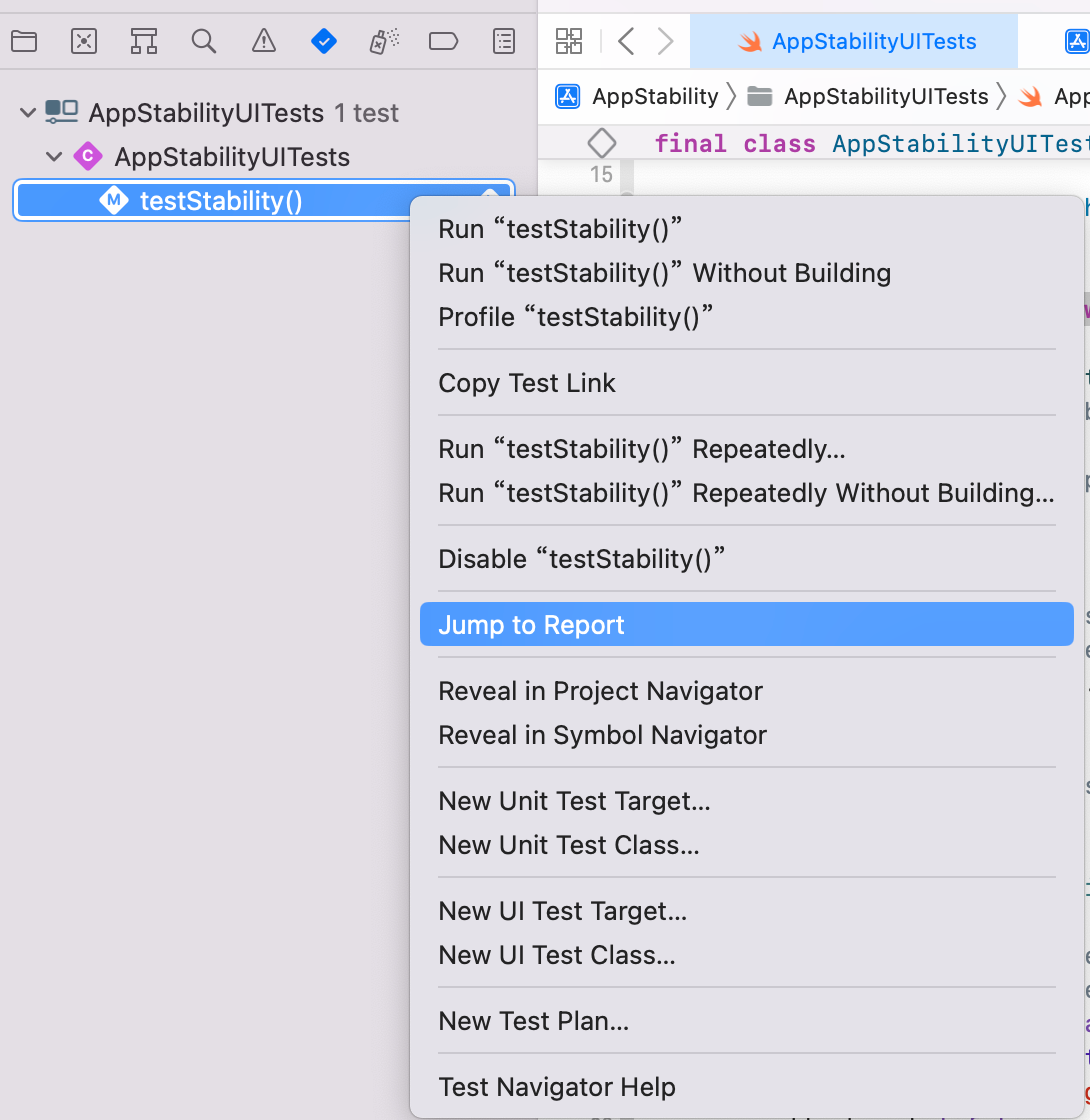 AppStabilityUITests
AppStability AppStabilityUITests App
AppStabilityUITests 1 test
final class AppStabilityUITest
C AppStabilityUITests
15
M testStability()
Run “testStability()”
Run “testStability()” Without Building
Profile “testStability()”
Copy Test Link
Run “testStability()” Repeatedly...
Run “testStability()” Repeatedly Without Building...
Disable “testStability()”
Jump to Report
Reveal in Project Navigator
Reveal in Symbol Navigator
New Unit Test Target...
New Unit Test Class...
New UI Test Target...
New UI Test Class...
New Test Plan...
Test Navigator Help